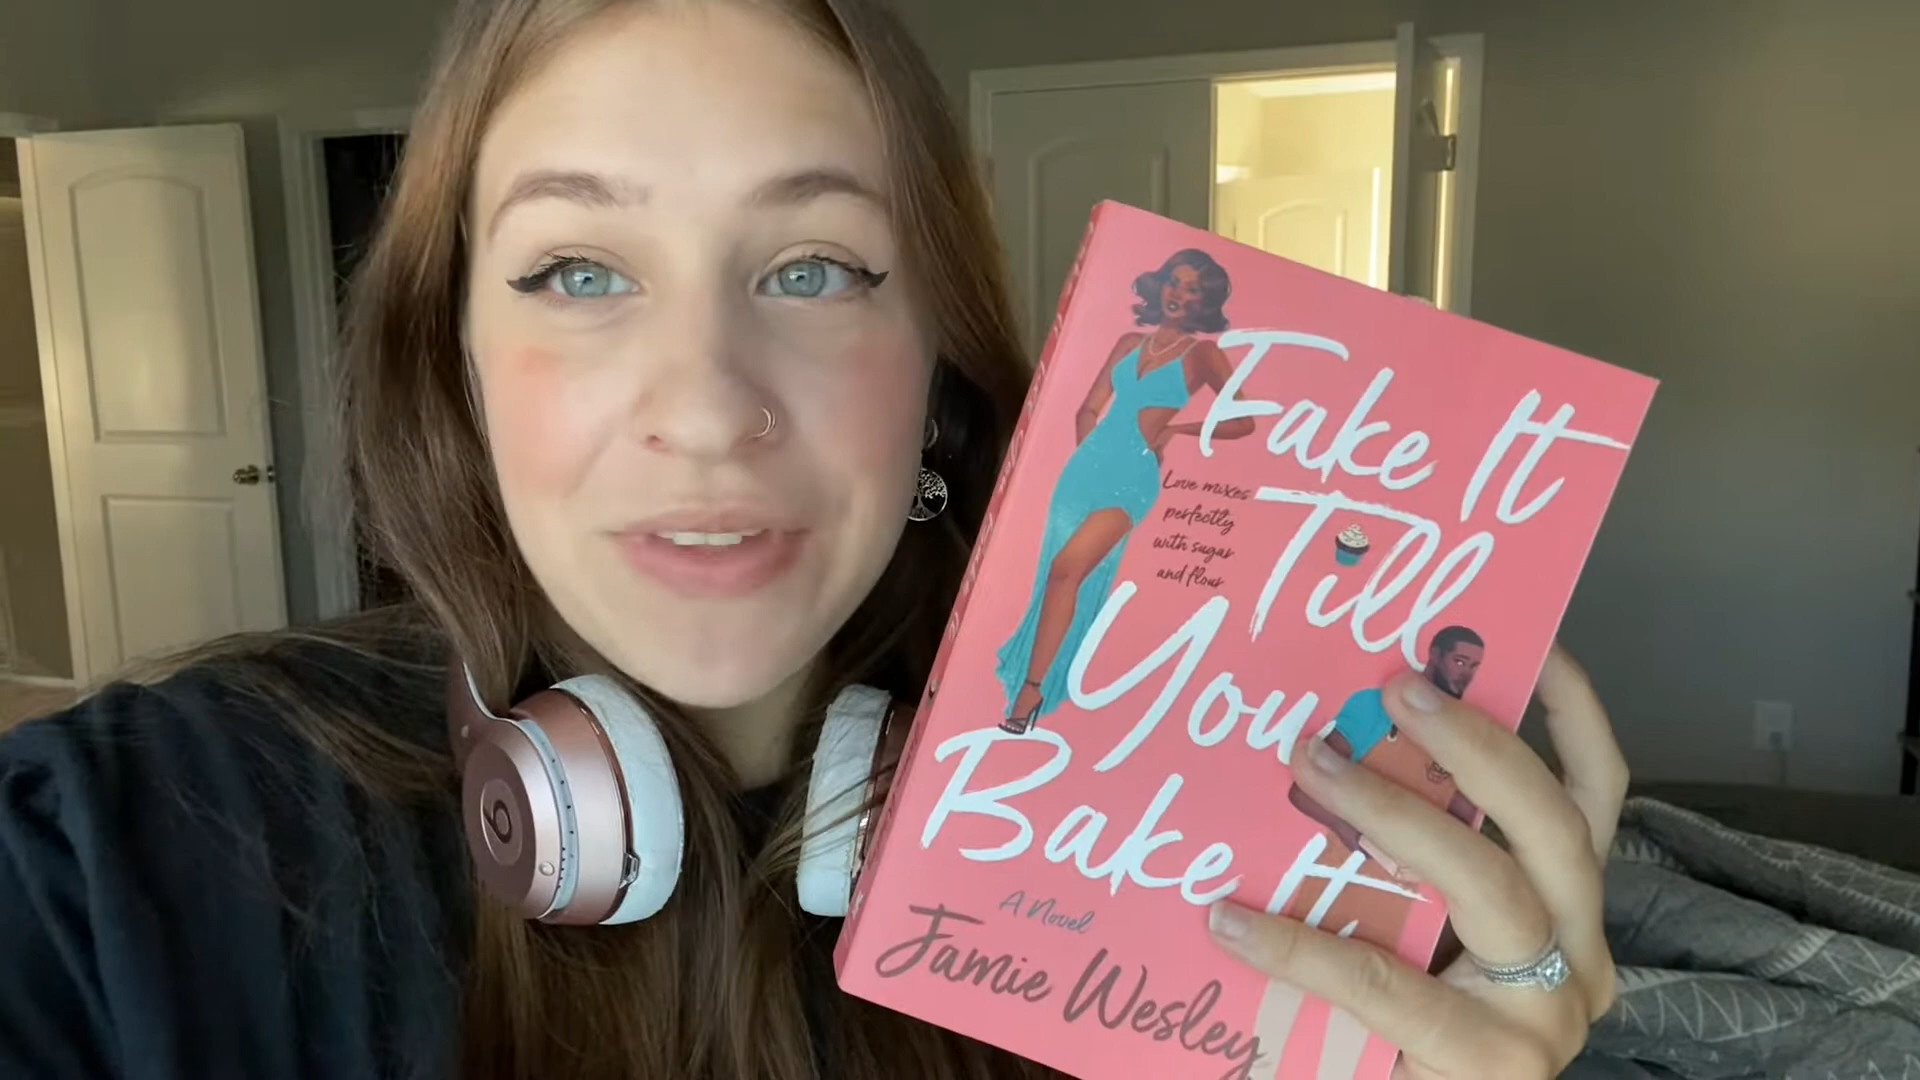 Fake It
Love mixes
perfectly
with sugar
and flour
Till
You
Bake It
A Novel
Jamie Wesley
b